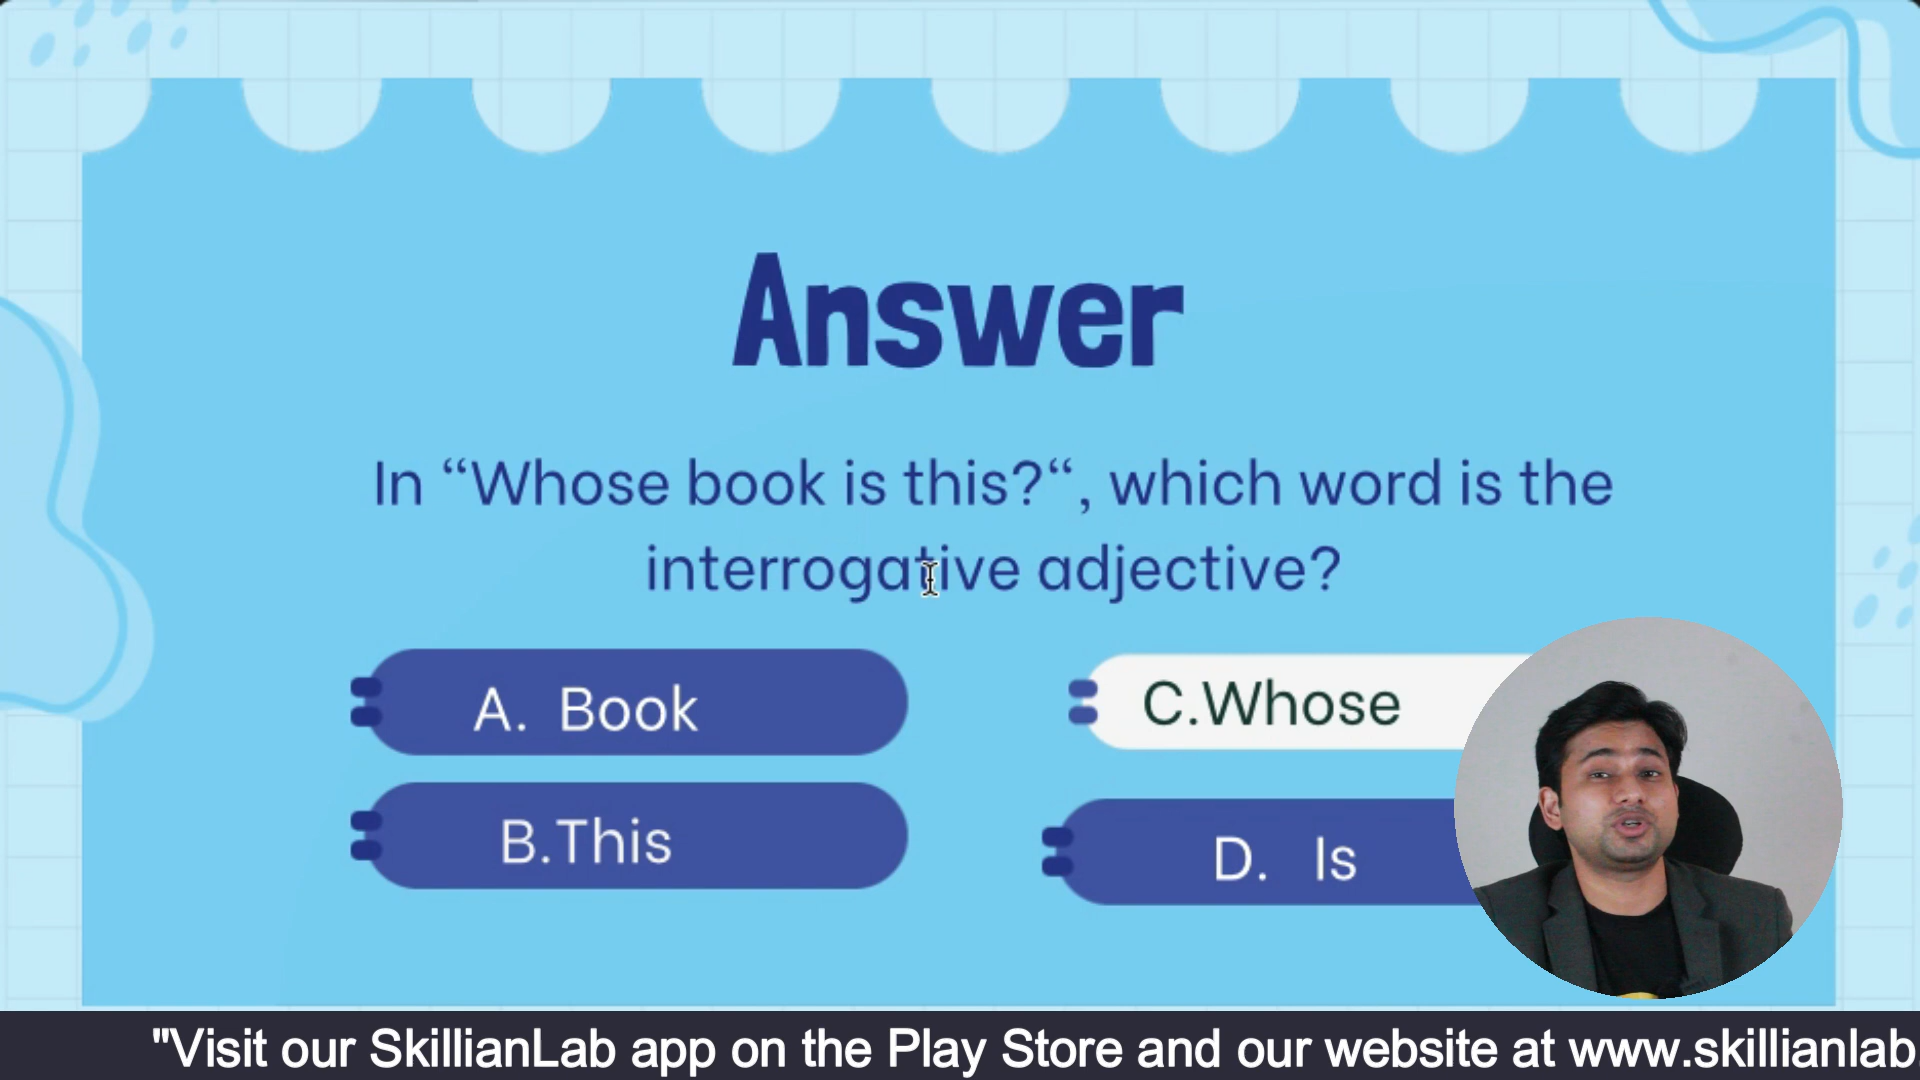 Answer
In “Whose book is this?“, which word is the
interrogative adjective?
A. Book
C.Whose
B.This
D. Is
"Visit our SkillianLab app on the Play Store and our website at www.skillianlab